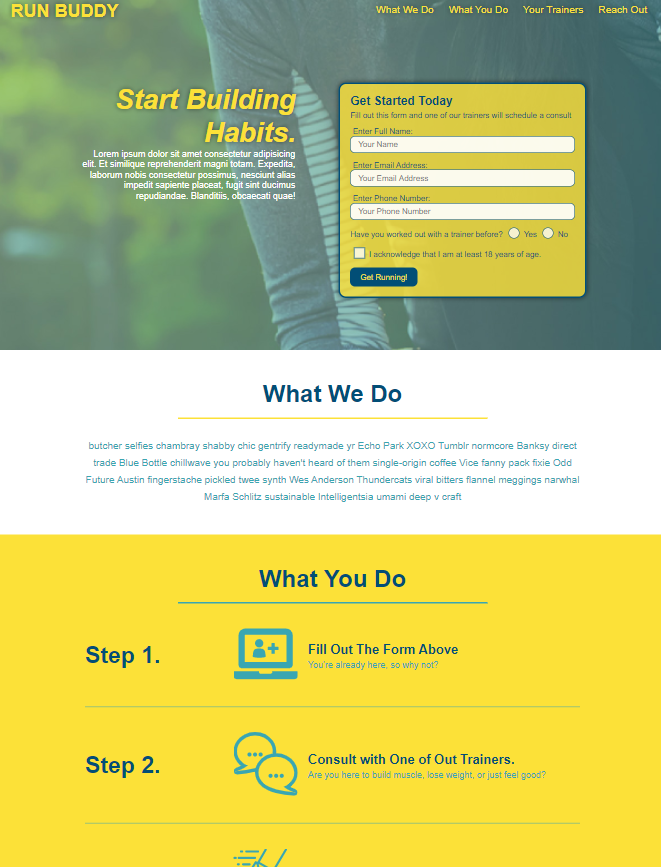 RUN BUDDY
What We Do What You Do Your Trainers Reach Out
Start Building
Habits.
Lorem ipsum dolor sit amet consectetur adipisicing
elit. Et similique reprehenderit magni totam. Expedita,
laborum nobis consectetur possimus, nesciunt alias
impedit sapiente placeat, fugit sint ducimus
repudiandae. Blanditiis, obcaecati quae!
Get Started Today
Fill out this form and one of our trainers will schedule a consult
Enter Full Name:
Your Name
Enter Email Address:
Your Email Address
Enter Phone Number:
Your Phone Number
Have you worked out with a trainer before? Yes No
I acknowledge that I am at least 18 years of age.
Get Running!
What We Do
butcher selfies chambray shabby chic gentrify readymade yr Echo Park XOXO Tumblr normcore Banksy direct
trade Blue Bottle chillwave you probably haven't heard of them single-origin coffee Vice fanny pack fixie Odd
Future Austin fingerstache pickled twee synth Wes Anderson Thundercats viral bitters flannel meggings narwhal
Marfa Schlitz sustainable Intelligentsia umami deep v craft
What You Do
Step 1.
Fill Out The Form Above
You're already here, so why not?
Step 2.
Consult with One of Out Trainers.
Are you here to build muscle, lose weight, or just feel good?